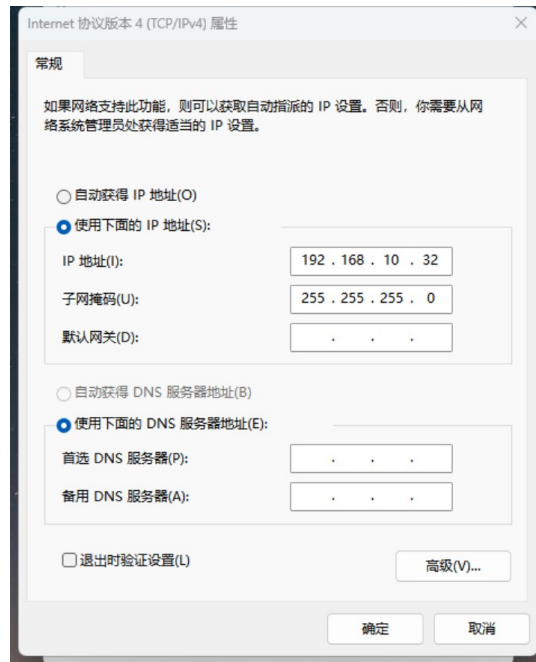 Internet 协议版本 4 (TCP/IPv4) 属性
常规
如果网络支持此功能，则可以获取自动指派的 IP 设置。否则，你需要从网
络系统管理员处获得适当的 IP 设置。
自动获得 IP 地址(O)
使用下面的 IP 地址(S):
IP 地址(I): 192 . 168 . 10 . 32
子网掩码(U): 255 . 255 . 255 . 0
默认网关(D): . . .
自动获得 DNS 服务器地址(B)
使用下面的 DNS 服务器地址(E):
首选 DNS 服务器(P): . . .
备用 DNS 服务器(A): . . .
退出时验证设置(L)
高级(V)...
确定 取消